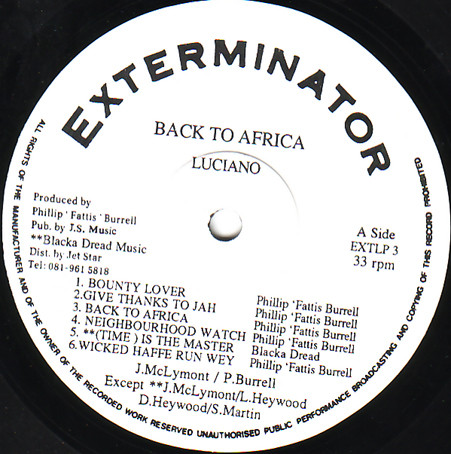 EXTERMINATOR
BACK TO AFRICA
LUCIANO
Produced by
Phillip 'Fattis' Burrell
Pub. by J.S. Music
**Blacka Dread Music
Dist. by Jet Star
Tel: 081-961 5818
A Side
EXTLP 3
33 rpm
1. BOUNTY LOVER Phillip 'Fattis Burrell
2.GIVE THANKS TO JAH Phillip 'Fattis Burrell
3. BACK TO AFRICA Phillip 'Fattis Burrell
4. NEIGHBOURHOOD WATCH Phillip 'Fattis Burrell
5. **(TIME ) IS THE MASTER Blacka Dread
6.WICKED HAFFE RUN WEY Phillip 'Fattis Burrell
J.McLymont / P.Burrell
Except **J.McLymont/L.Heywood
D.Heywood/S.Martin
ALL RIGHTS OF THE MANUFACTURER AND OF THE OWNER OF THE RECORDED WORK RESERVED UNAUTHORISED PUBLIC PERFORMANCE BROADCASTING AND COPYING OF THIS RECORD PROHIBITED